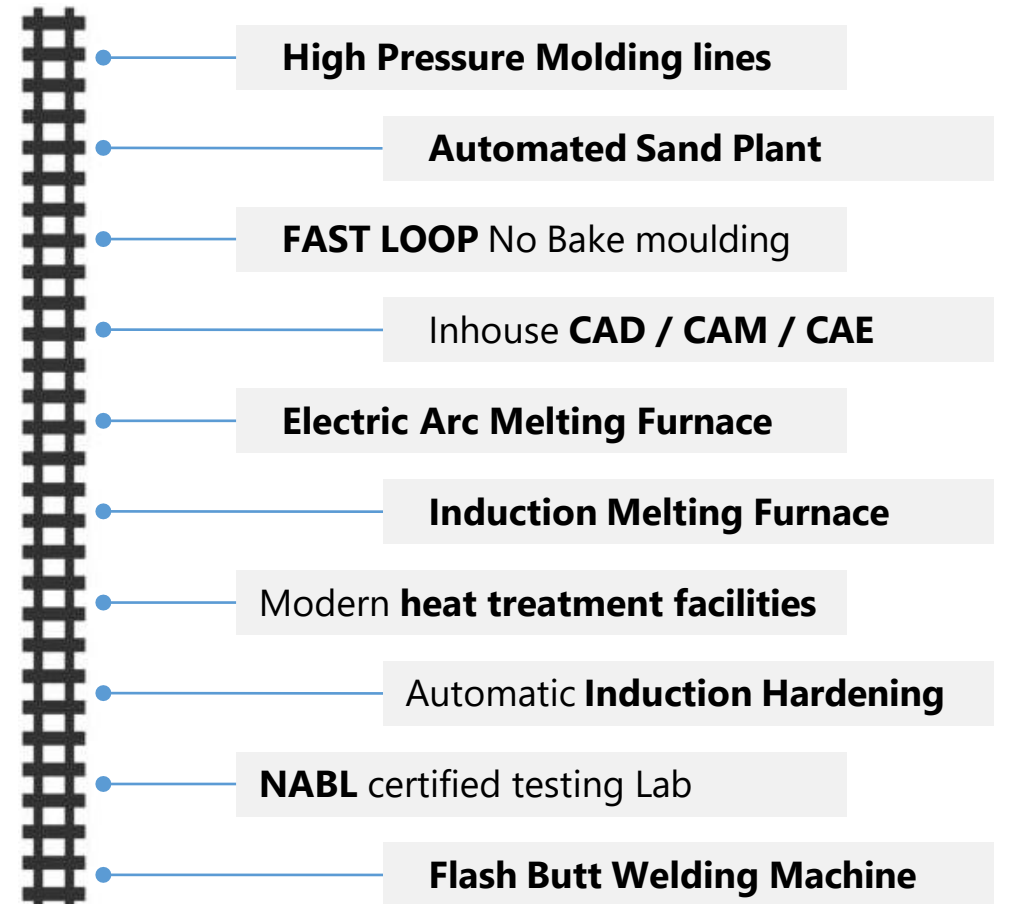 High Pressure Molding lines
Automated Sand Plant
FAST LOOP No Bake moulding
Inhouse CAD / CAM / CAE
Electric Arc Melting Furnace
Induction Melting Furnace
Modern heat treatment facilities
Automatic Induction Hardening
NABL certified testing Lab
Flash Butt Welding Machine